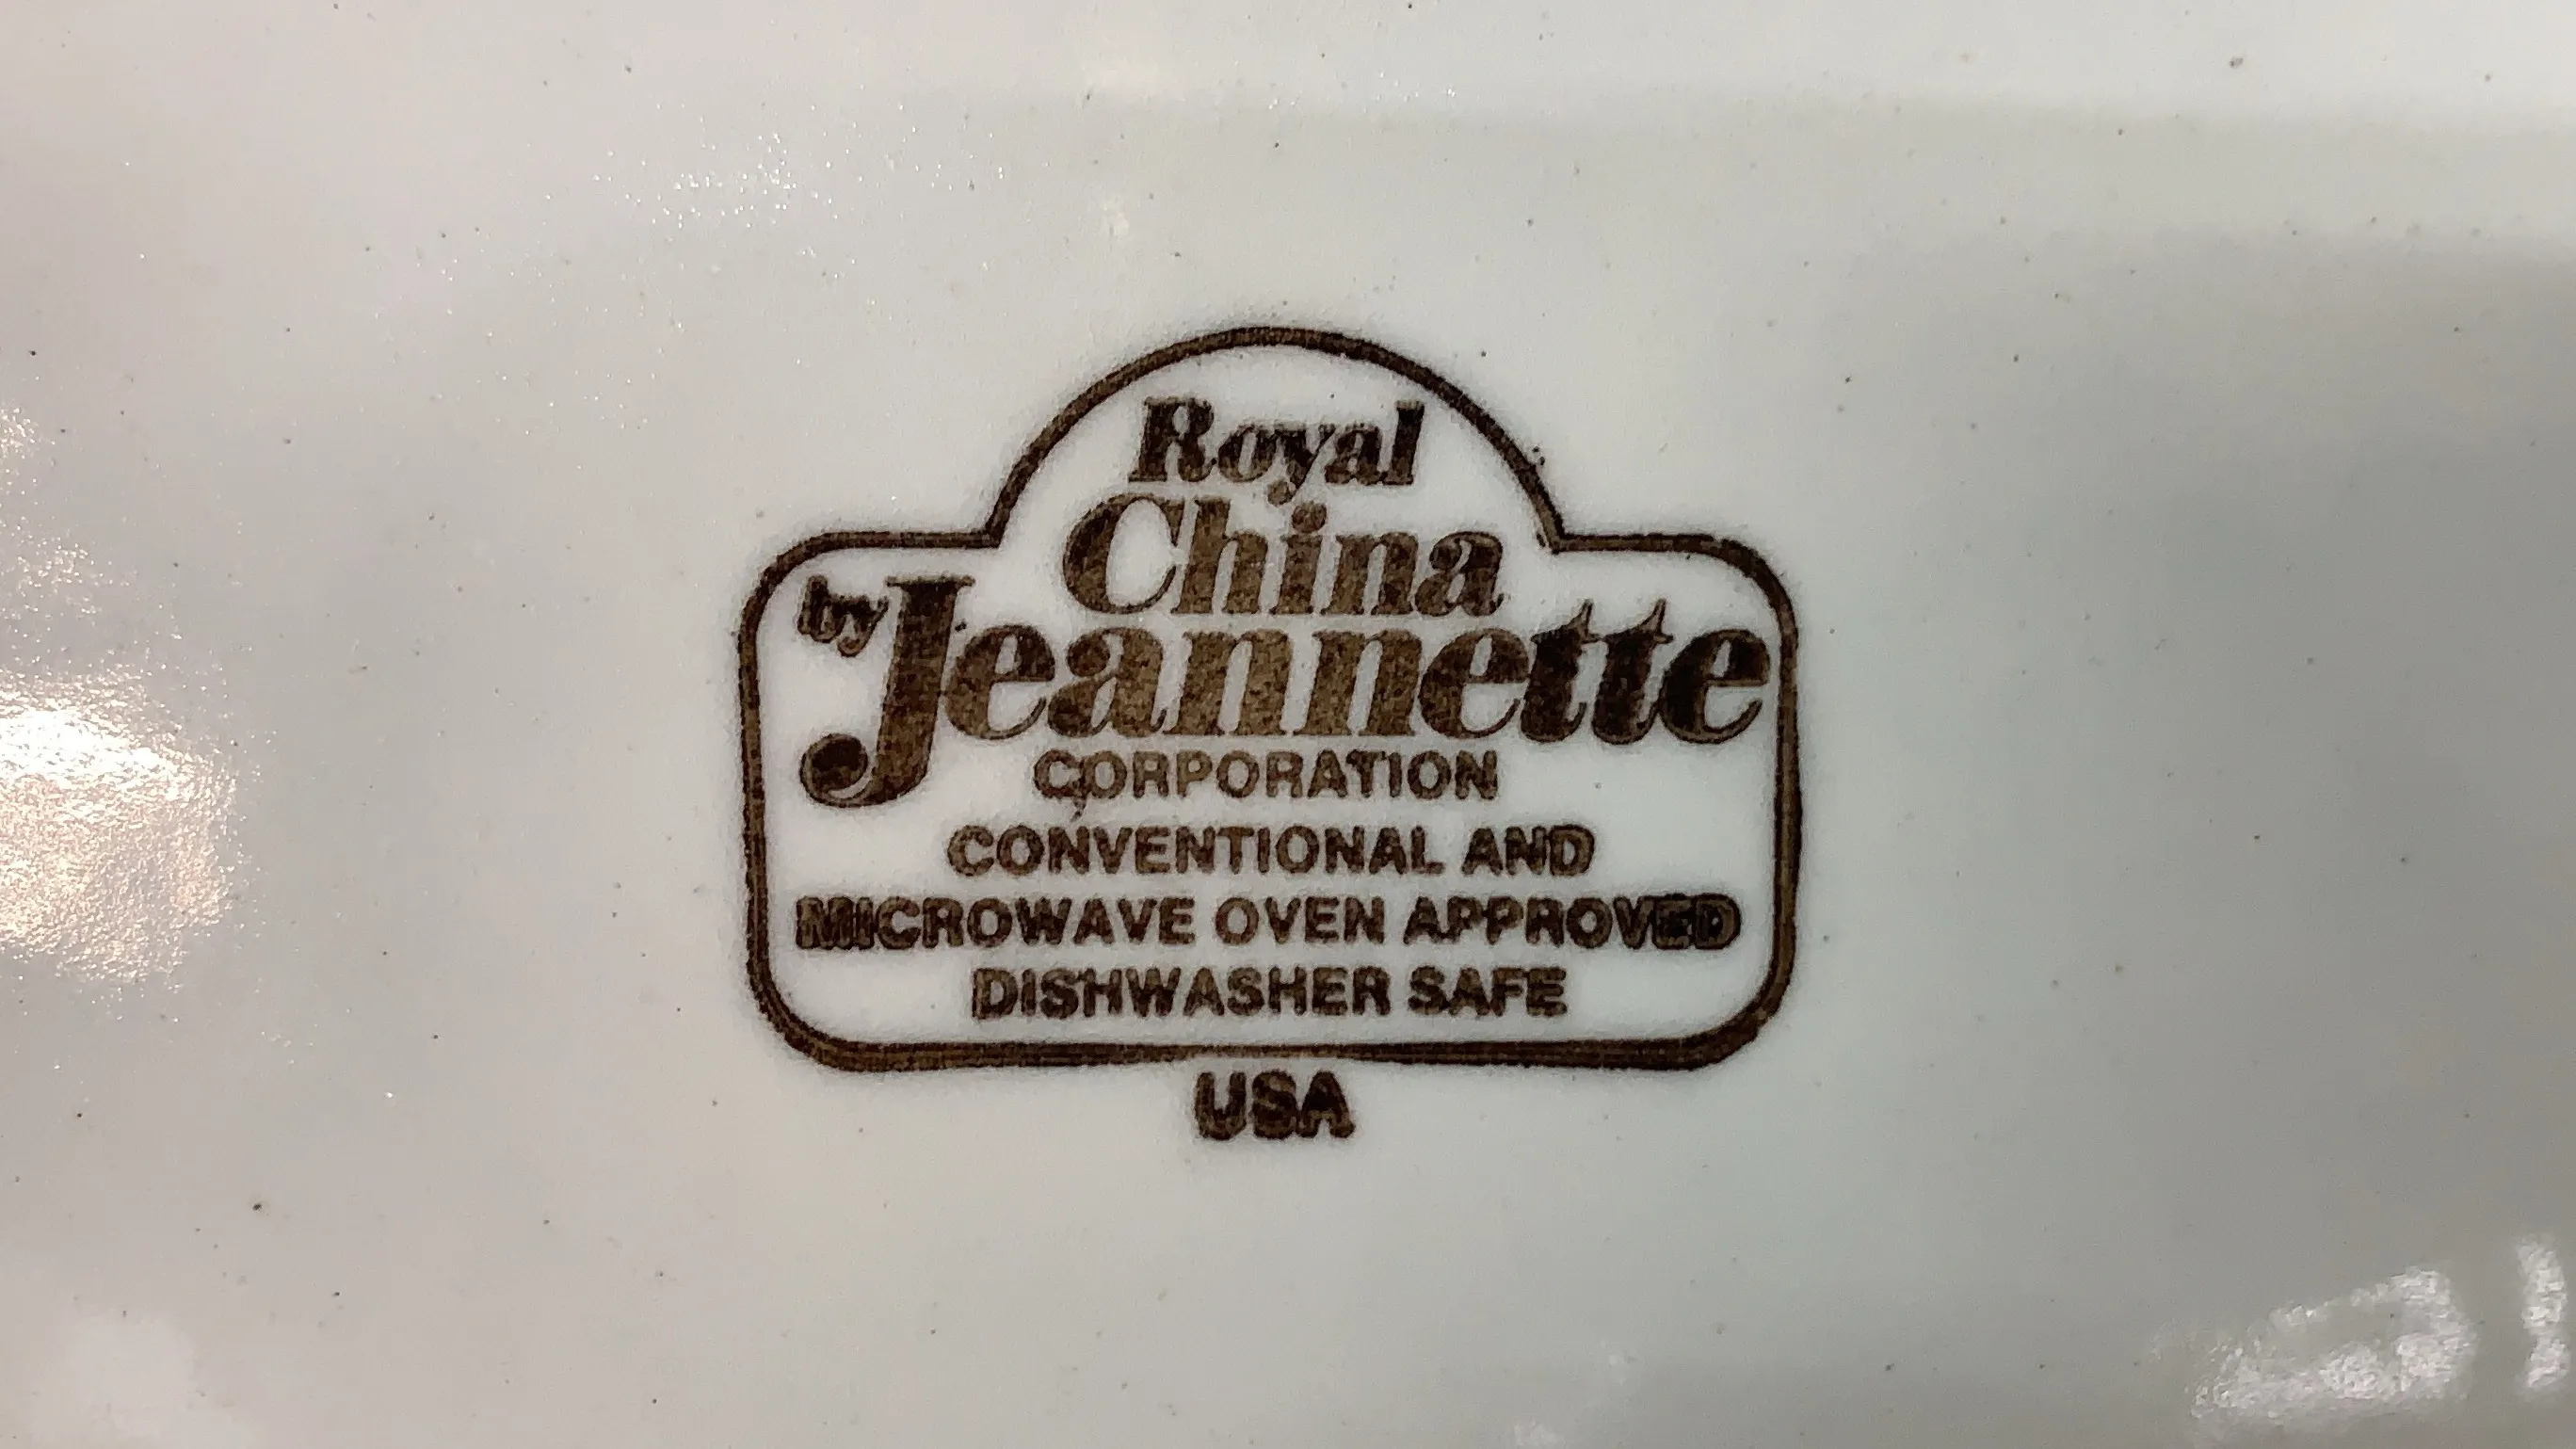 Royal
China
by Jeannette
CORPORATION
CONVENTIONAL AND
MICROWAVE OVEN APPROVED
DISHWASHER SAFE
USA